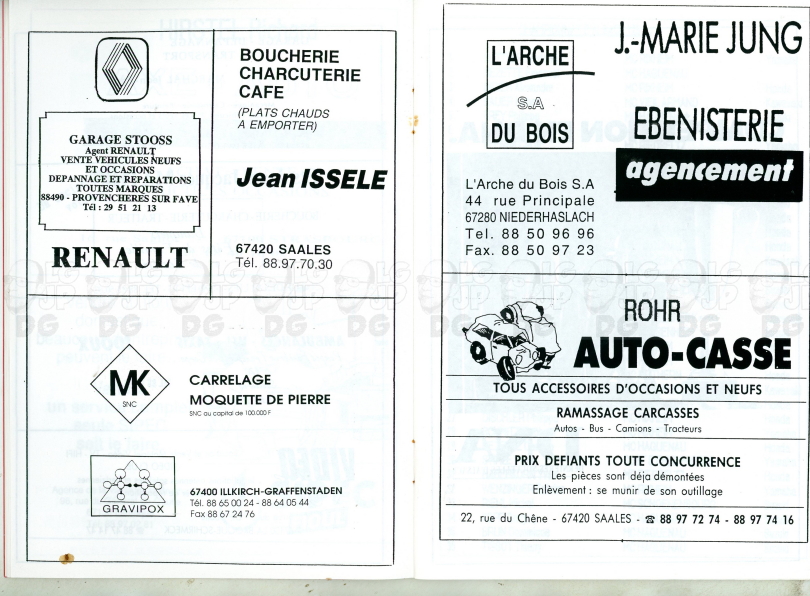 GARAGE STOOSS
Agent RENAULT
VENTE VEHICULES NEUFS
ET OCCASIONS
DEPANNAGE ET REPARATIONS
TOUTES MARQUES
88490 - PROVENCHERES SUR FAVE
Tél : 29 51 21 13
RENAULT
BOUCHERIE
CHARCUTERIE
CAFE
(PLATS CHAUDS
A EMPORTER)
Jean ISSELE
67420 SAALES
Tél. 88.97.70.30
MK
SNC
CARRELAGE
MOQUETTE DE PIERRE
SNC au capital de 100.000 F
GRAVIPOX
67400 ILLKIRCH-GRAFFENSTADEN
Tél. 88 65 00 24 - 88 64 05 44
Fax 88 67 24 76
L'ARCHE
S.A
DU BOIS
J.-MARIE JUNG
EBENISTERIE
agencement
L'Arche du Bois S.A
44 rue Principale
67280 NIEDERHASLACH
Tel. 88 50 96 96
Fax. 88 50 97 23
ROHR
AUTO-CASSE
TOUS ACCESSOIRES D'OCCASIONS ET NEUFS
RAMASSAGE CARCASSES
Autos - Bus - Camions - Tracteurs
PRIX DEFIANTS TOUTE CONCURRENCE
Les pièces sont déja démontées
Enlèvement : se munir de son outillage
22, rue du Chêne - 67420 SAALES - ☎ 88 97 72 74 - 88 97 74 16